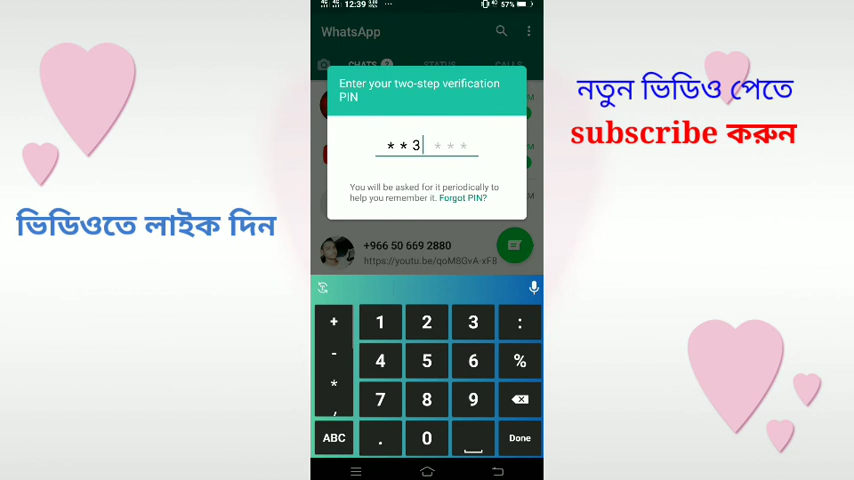 12:39
57%
WhatsApp
CHATS
STATUS
CALLS
Enter your two-step verification
PIN
**3***
You will be asked for it periodically to
help you remember it. Forgot PIN?
+966 50 669 2880
https://youtu.be/qoM8GvA-xF8
+ 1 2 3 :
- 4 5 6 %
* 7 8 9
,
ABC . 0 Done
ভিডিওতে লাইক দিন
নতুন ভিডিও পেতে
subscribe করুন